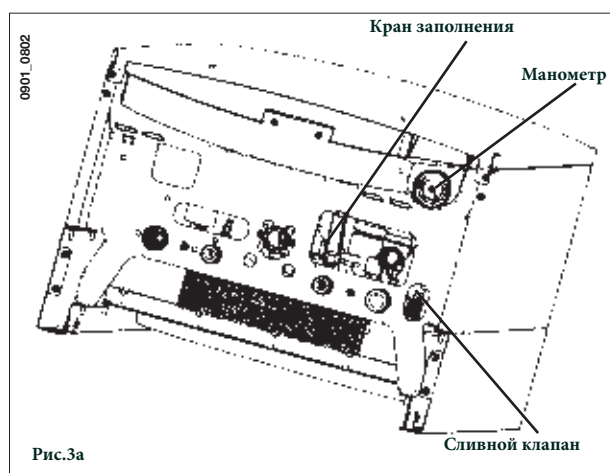 0901_0802
Кран заполнения
Манометр
Сливной клапан
Рис.3а